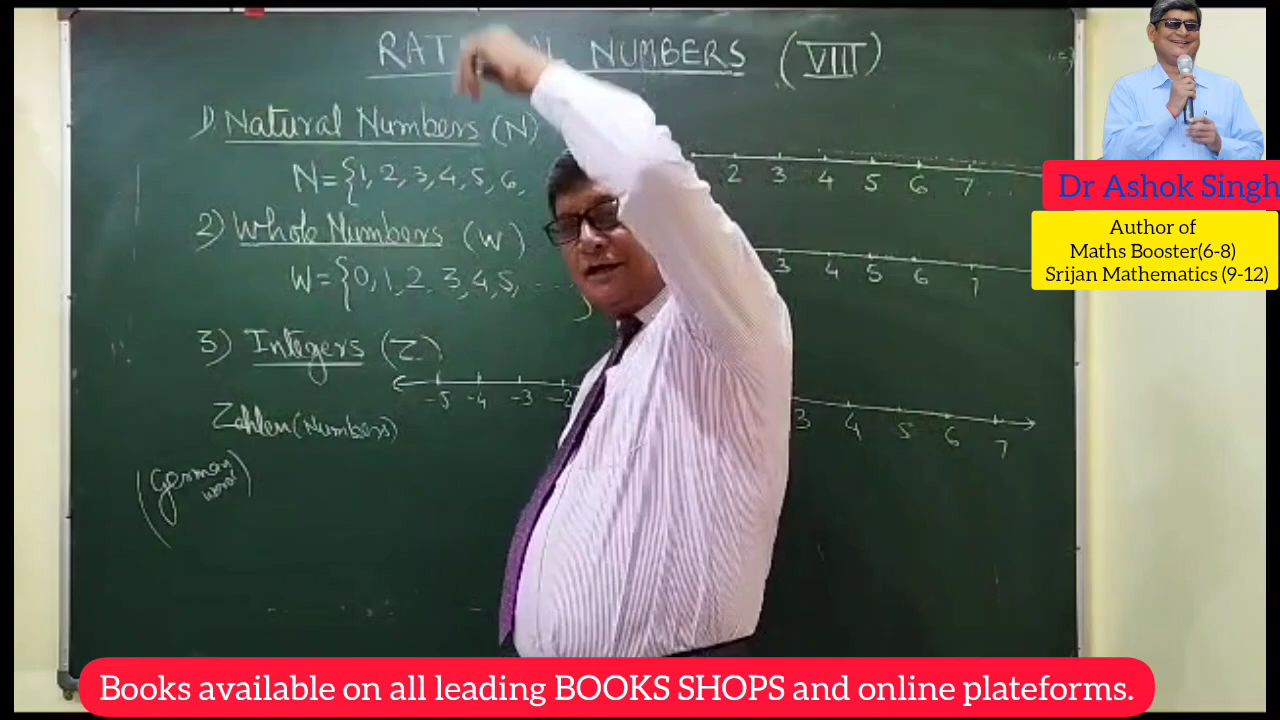 RAT NUMBERS (VIII)
1) Natural Numbers (N)
N={1, 2, 3, 4, 5, 6,
2 3 4 5 6 7 ...
2) Whole Numbers (W)
W={0, 1, 2, 3, 4, 5, ...}
3 4 5 6 7
3) Integers (Z)
-5 -4 -3 -2
3 4 5 6 7
Zahlen (Numbers)
(German
word)
Dr Ashok Singh
Author of
Maths Booster(6-8)
Srijan Mathematics (9-12)
Books available on all leading BOOKS SHOPS and online plateforms.